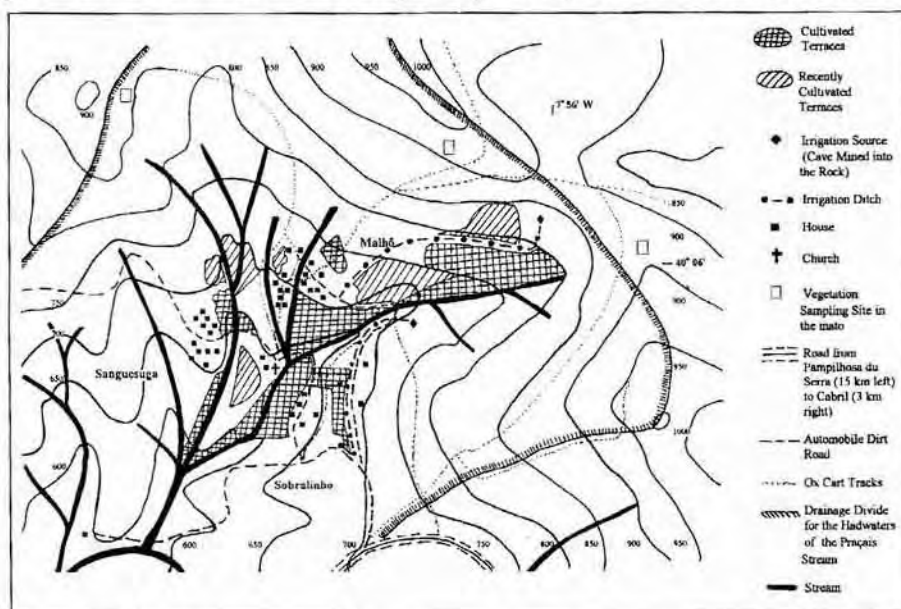 850
900
800
850
900
950
1000
7° 56' W
850
900
40° 06'
900
950
1000
Malhó
750
700
650
600
Sanguesuga
Sobralinho
600
650
700
750
800
850
900
950
Cultivated
Terraces
Recently
Cultivated
Terraces
Irrigation Source
(Cave Mined into
the Rock)
Irrigation Ditch
House
Church
Vegetation
Sampling Site in
the mato
Road from
Pampilhosa du
Serra (15 km left)
to Cabril (3 km
right)
Automobile Dirt
Road
Ox Cart Tracks
Drainage Divide
for the Hadwaters
of the Praçais
Stream
Stream